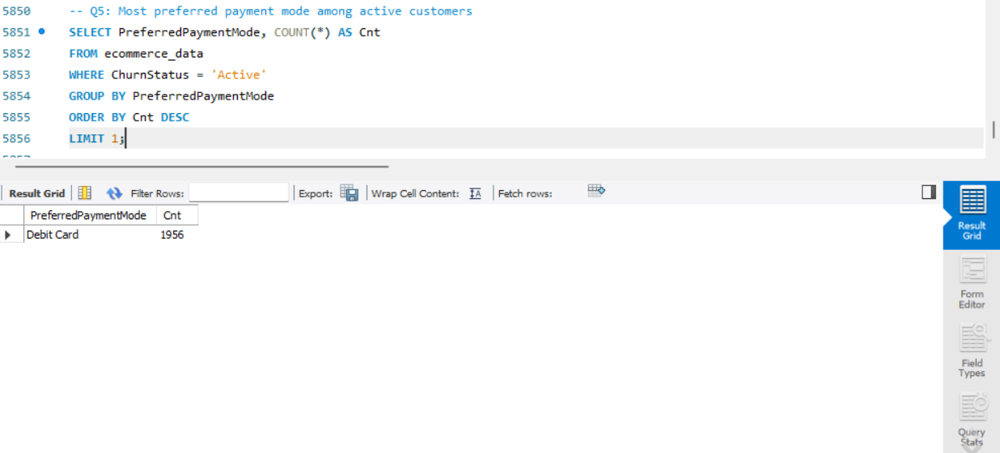 5850 -- Q5: Most preferred payment mode among active customers
5851 SELECT PreferredPaymentMode, COUNT(*) AS Cnt
5852 FROM ecommerce_data
5853 WHERE ChurnStatus = 'Active'
5854 GROUP BY PreferredPaymentMode
5855 ORDER BY Cnt DESC
5856 LIMIT 1;
Result Grid Filter Rows: Export: Wrap Cell Content: Fetch rows:
PreferredPaymentMode Cnt
Debit Card 1956
Result
Grid
Form
Editor
Field
Types
Query
Stats